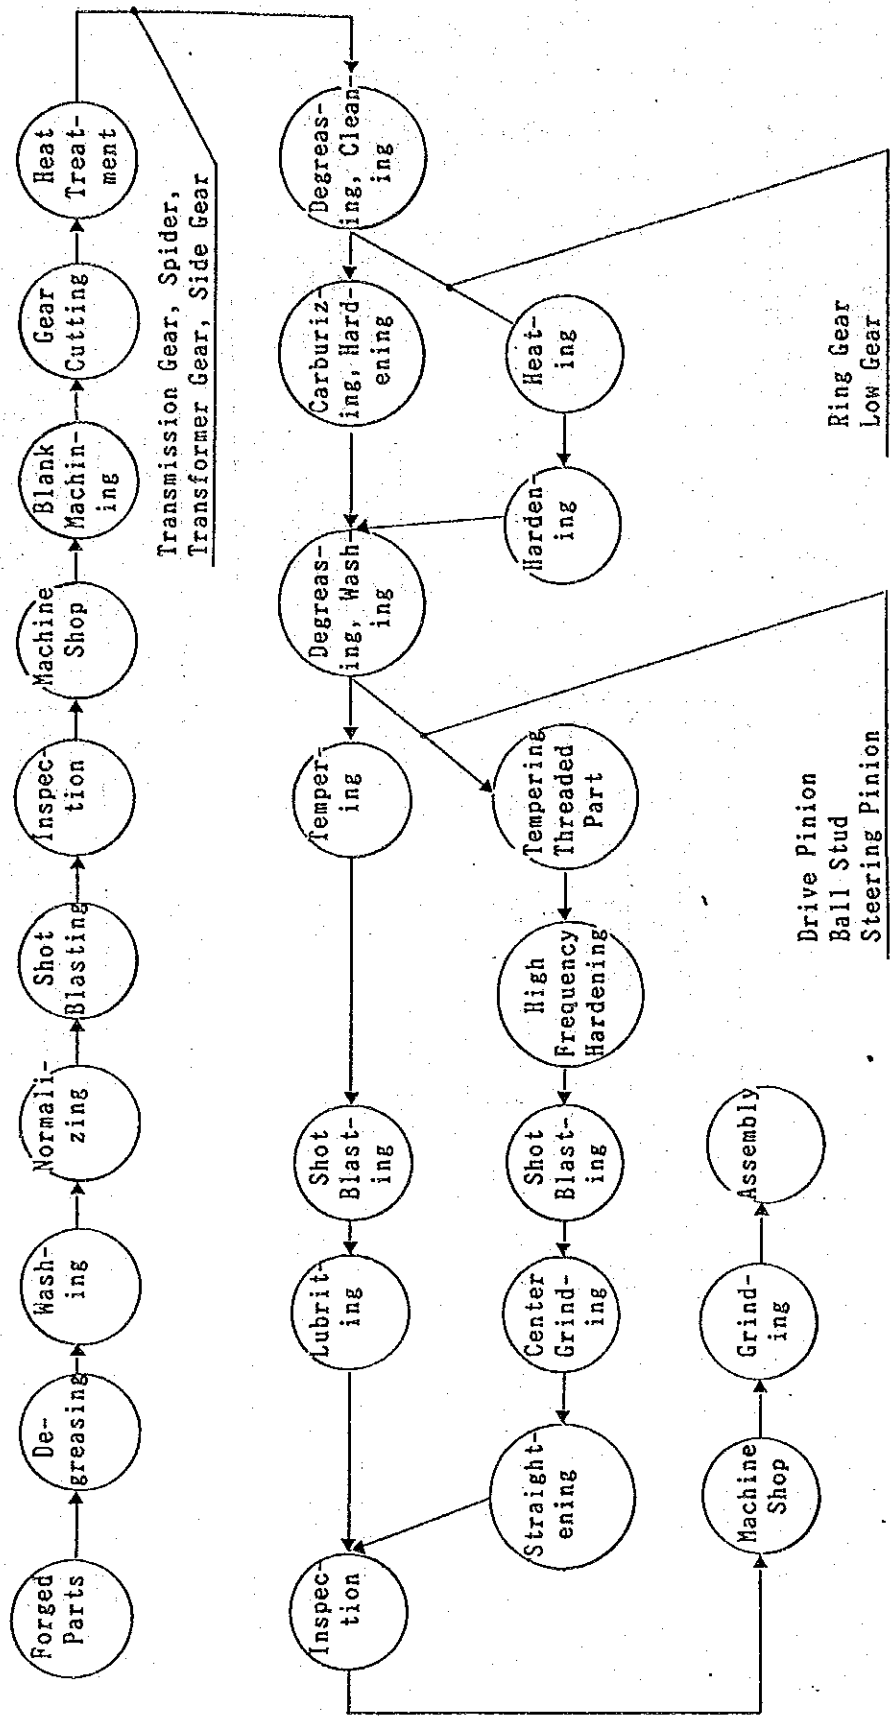 Forged
Parts
De-
greasing
Wash-
ing
Normali-
zing
Shot
Blasting
Inspec-
tion
Machine
Shop
Blank
Machin-
ing
Gear
Cutting
Heat
Treat-
ment
Transmission Gear, Spider,
Transformer Gear, Side Gear
Degreas-
ing, Clean-
ing
Carburiz-
ing, Hard-
ening
Heat-
ing
Harden-
ing
Ring Gear
Low Gear
Degreas-
ing, Wash-
ing
Temper-
ing
Shot
Blast-
ing
Lubrit-
ing
Tempering
Threaded
Part
High
Frequency
Hardening
Shot
Blast-
ing
Center
Grind-
ing
Straight-
ening
Drive Pinion
Ball Stud
Steering Pinion
Inspec-
tion
Machine
Shop
Grind-
ing
Assembly